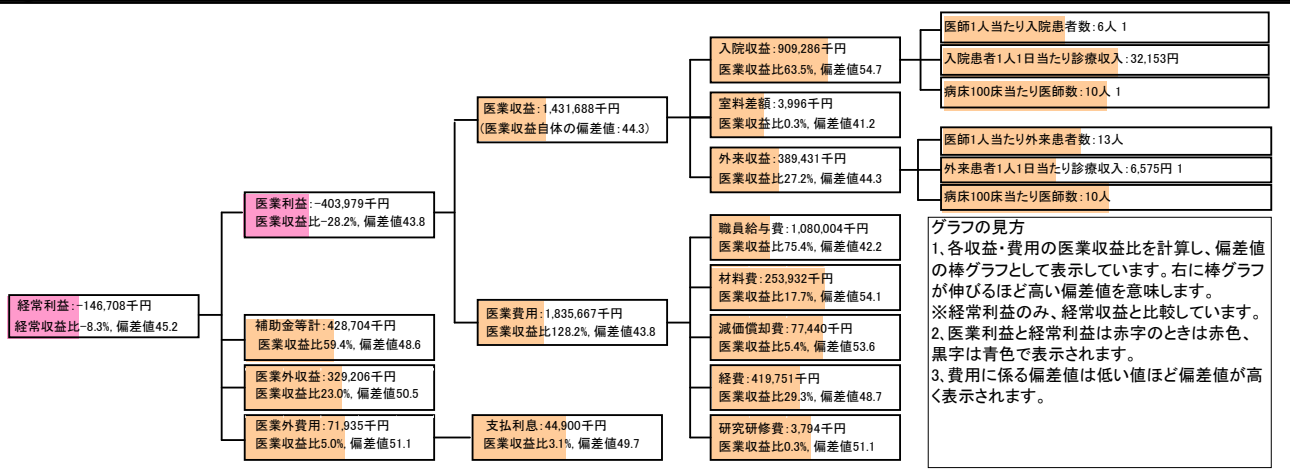 経常利益:-146,708千円
経常収益比-8.3%, 偏差値45.2
医業利益:-403,979千円
医業収益比-28.2%, 偏差値43.8
補助金等計:428,704千円
医業収益比59.4%, 偏差値48.6
医業外収益:329,206千円
医業収益比23.0%, 偏差値50.5
医業外費用:71,935千円
医業収益比5.0%, 偏差値51.1
医業収益:1,431,688千円
(医業収益自体の偏差値:44.3)
医業費用:1,835,667千円
医業収益比128.2%, 偏差値43.8
支払利息:44,900千円
医業収益比3.1%, 偏差値49.7
入院収益:909,286千円
医業収益比63.5%, 偏差値54.7
室料差額:3,996千円
医業収益比0.3%, 偏差値41.2
外来収益:389,431千円
医業収益比27.2%, 偏差値44.3
職員給与費:1,080,004千円
医業収益比75.4%, 偏差値42.2
材料費:253,932千円
医業収益比17.7%, 偏差値54.1
減価償却費:77,440千円
医業収益比5.4%, 偏差値53.6
経費:419,751千円
医業収益比29.3%, 偏差値48.7
研究研修費:3,794千円
医業収益比0.3%, 偏差値51.1
医師1人当たり入院患者数:6人 1
入院患者1人1日当たり診療収入:32,153円
病床100床当たり医師数:10人 1
医師1人当たり外来患者数:13人
外来患者1人1日当たり診療収入:6,575円 1
病床100床当たり医師数:10人
グラフの見方
1、各収益・費用の医業収益比を計算し、偏差値
の棒グラフとして表示しています。右に棒グラフ
が伸びるほど高い偏差値を意味します。
※経常利益のみ、経常収益と比較しています。
2、医業利益と経常利益は赤字のときは赤色、
黒字は青色で表示されます。
3、費用に係る偏差値は低い値ほど偏差値が高
く表示されます。